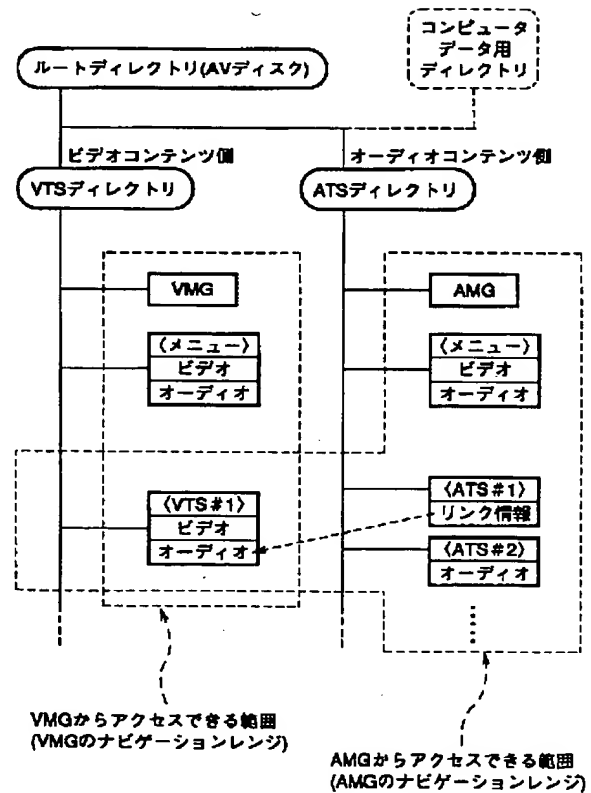 コンピュータ
データ用
ディレクトリ
ルートディレクトリ(AVディスク)
ビデオコンテンツ側
オーディオコンテンツ側
VTSディレクトリ
ATSディレクトリ
VMG
AMG
〈メニュー〉
ビデオ
オーディオ
〈メニュー〉
ビデオ
オーディオ
〈VTS#1〉
ビデオ
オーディオ
〈ATS#1〉
リンク情報
〈ATS#2〉
オーディオ
VMGからアクセスできる範囲
(VMGのナビゲーションレンジ)
AMGからアクセスできる範囲
(AMGのナビゲーションレンジ)